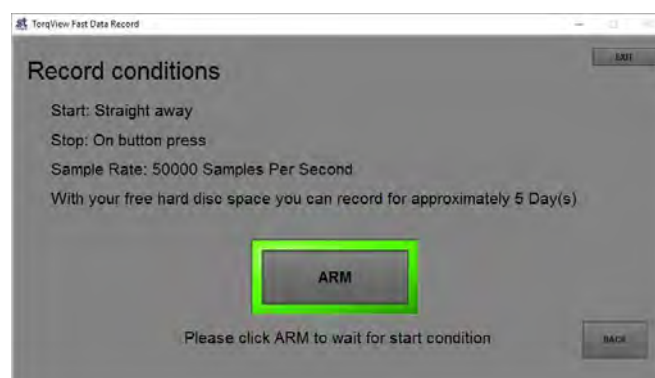 TorqView Fast Data Record
EXIT
Record conditions
Start: Straight away
Stop: On button press
Sample Rate: 50000 Samples Per Second
With your free hard disc space you can record for approximately 5 Day(s)
ARM
Please click ARM to wait for start condition
BACK